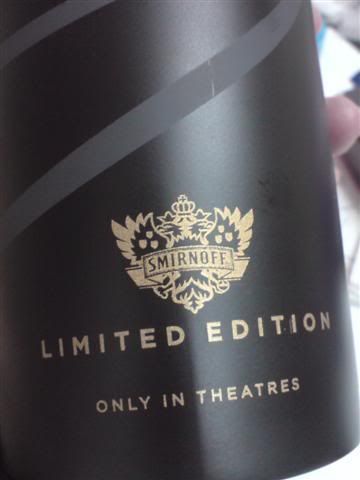 SMIRNOFF
LIMITED EDITION
ONLY IN THEATRES